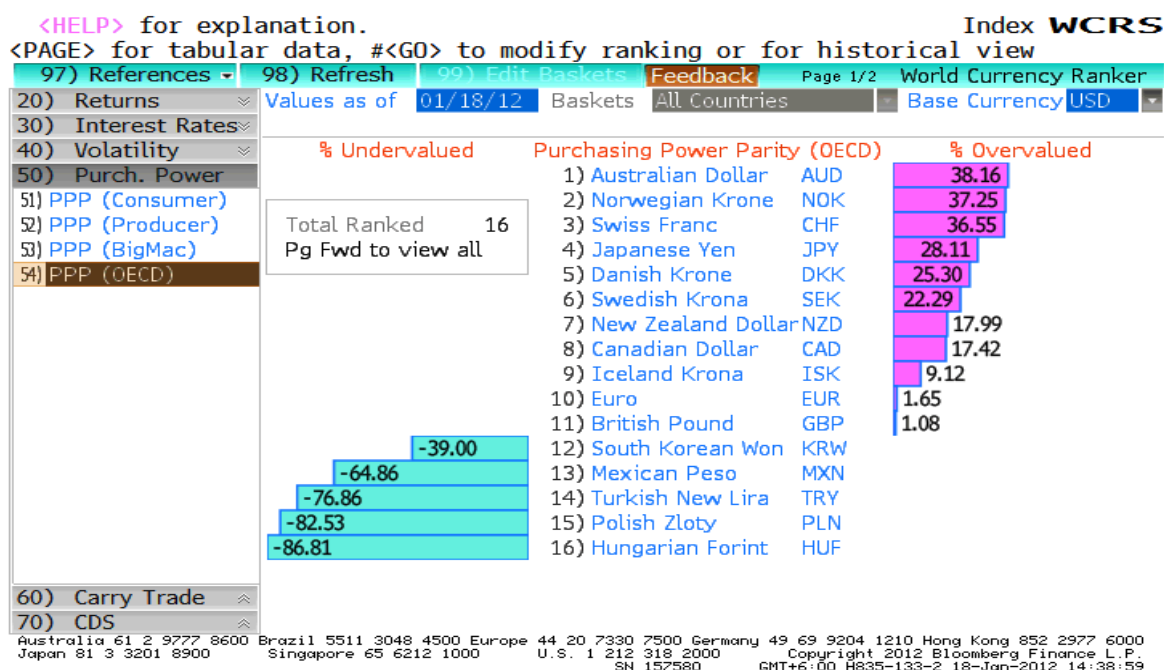 <HELP> for explanation. Index WCRS
<PAGE> for tabular data, #<GO> to modify ranking or for historical view
97) References 98) Refresh 99) Edit Baskets Feedback Page 1/2 World Currency Ranker
20) Returns Values as of 01/18/12 Baskets All Countries Base Currency USD
30) Interest Rates
40) Volatility % Undervalued Purchasing Power Parity (OECD) % Overvalued
50) Purch. Power 1) Australian Dollar AUD 38.16
51) PPP (Consumer) 2) Norwegian Krone NOK 37.25
52) PPP (Producer) Total Ranked 16 3) Swiss Franc CHF 36.55
53) PPP (BigMac) Pg Fwd to view all 4) Japanese Yen JPY 28.11
54) PPP (OECD) 5) Danish Krone DKK 25.30
6) Swedish Krona SEK 22.29
7) New Zealand Dollar NZD 17.99
8) Canadian Dollar CAD 17.42
9) Iceland Krona ISK 9.12
10) Euro EUR 1.65
11) British Pound GBP 1.08
-39.00 12) South Korean Won KRW
-64.86 13) Mexican Peso MXN
-76.86 14) Turkish New Lira TRY
-82.53 15) Polish Zloty PLN
-86.81 16) Hungarian Forint HUF
60) Carry Trade
70) CDS
Australia 61 2 9777 8600 Brazil 5511 3048 4500 Europe 44 20 7330 7500 Germany 49 69 9204 1210 Hong Kong 852 2977 6000
Japan 81 3 3201 8900 Singapore 65 6212 1000 U.S. 1 212 318 2000 Copyright 2012 Bloomberg Finance L.P.
SN 157580 GMT+6:00 H835-133-2 18-Jan-2012 14:38:59